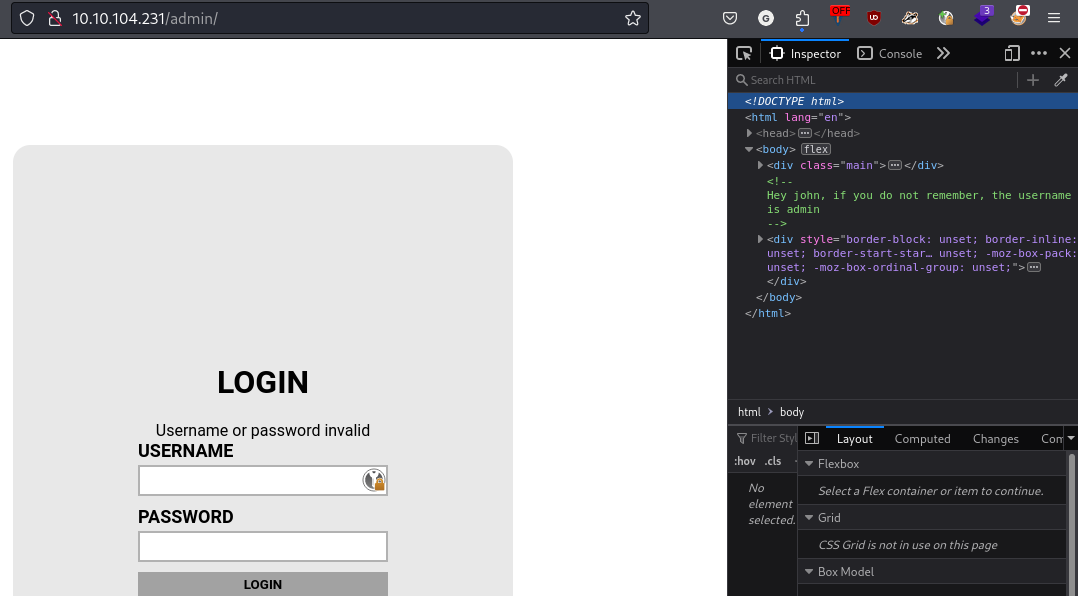 10.10.104.231/admin/
G
OFF
UD
3
Inspector
Console
Search HTML
<!DOCTYPE html>
<html lang="en">
<head></head>
<body> flex
<div class="main"></div>
<!--
Hey john, if you do not remember, the username
is admin
-->
<div style="border-block: unset; border-inline:
unset; border-start-star… unset; -moz-box-pack:
unset; -moz-box-ordinal-group: unset;">
</div>
</body>
</html>
LOGIN
Username or password invalid
USERNAME
PASSWORD
LOGIN
html > body
Filter Styl
Layout
Computed
Changes
Com
:hov .cls
No
element
selected.
Flexbox
Select a Flex container or item to continue.
Grid
CSS Grid is not in use on this page
Box Model